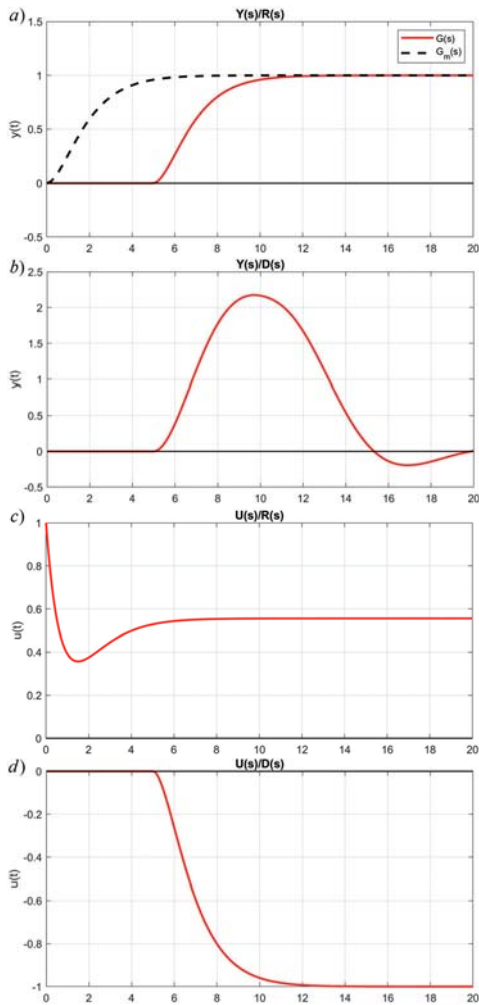 a)
Y(s)/R(s)
G(s)
G_m(s)
y(t)
1.5
1
0.5
0
-0.5
0 2 4 6 8 10 12 14 16 18 20
b)
Y(s)/D(s)
y(t)
2.5
2
1.5
1
0.5
0
-0.5
0 2 4 6 8 10 12 14 16 18 20
c)
U(s)/R(s)
u(t)
1
0.8
0.6
0.4
0.2
0
0 2 4 6 8 10 12 14 16 18 20
d)
U(s)/D(s)
u(t)
0
-0.2
-0.4
-0.6
-0.8
-1
0 2 4 6 8 10 12 14 16 18 20